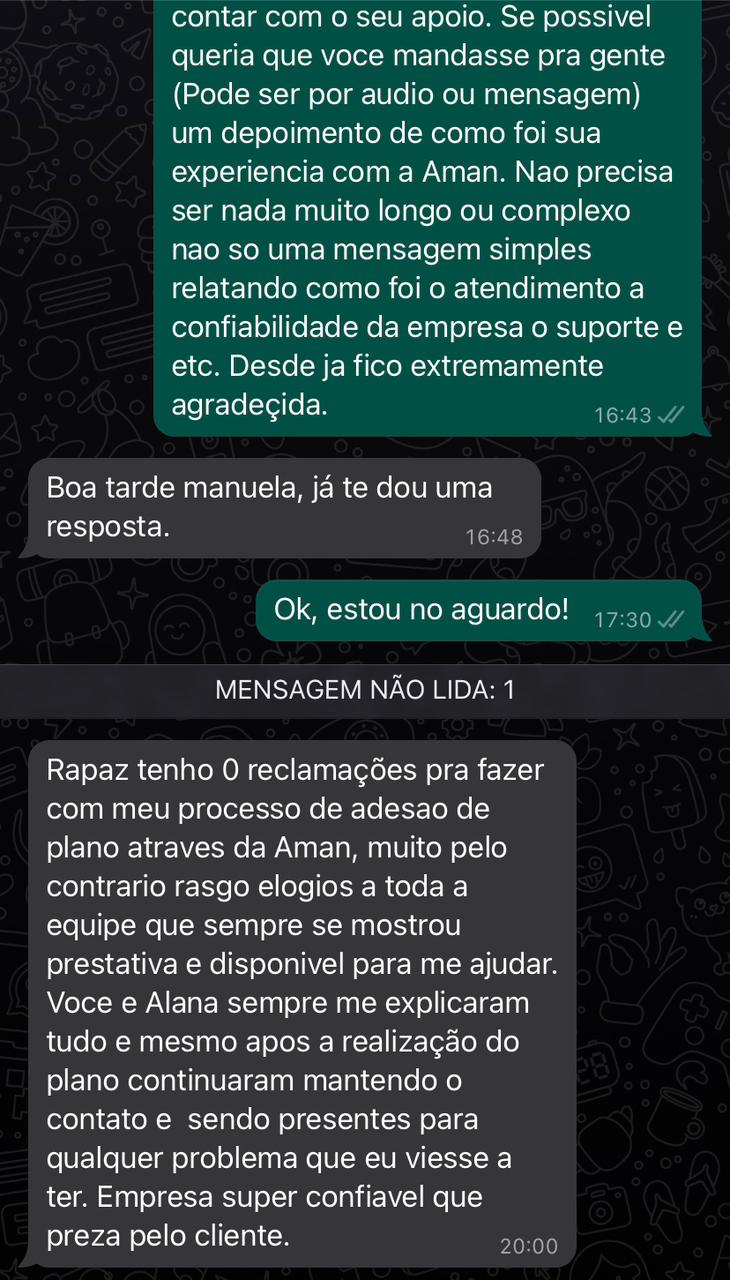 contar com o seu apoio. Se possivel
queria que voce mandasse pra gente
(Pode ser por audio ou mensagem)
um depoimento de como foi sua
experiencia com a Aman. Nao precisa
ser nada muito longo ou complexo
nao so uma mensagem simples
relatando como foi o atendimento a
confiabilidade da empresa o suporte e
etc. Desde ja fico extremamente
agradeçida.
16:43
Boa tarde manuela, já te dou uma
resposta.
16:48
Ok, estou no aguardo!
17:30
MENSAGEM NÃO LIDA: 1
Rapaz tenho 0 reclamações pra fazer
com meu processo de adesao de
plano atraves da Aman, muito pelo
contrario rasgo elogios a toda a
equipe que sempre se mostrou
prestativa e disponivel para me ajudar.
Voce e Alana sempre me explicaram
tudo e mesmo apos a realização do
plano continuaram mantendo o
contato e  sendo presentes para
qualquer problema que eu viesse a
ter. Empresa super confiavel que
preza pelo cliente.
20:00